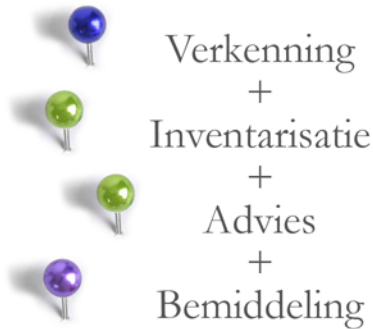 Verkenning
+
Inventarisatie
+
Advies
+
Bemiddeling